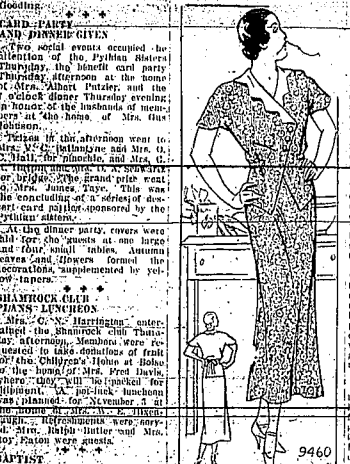 flooding.
CARD PARTY
AND DINNER GIVEN
Two social events occupied the
attention of the Pythian Sisters
Thursday, the benefit card party
Thursday afternoon at the home
of Mrs. Albert Putzier, and the
o'clock dinner Thursday evening
in honor of the husbands of mem-
bers at the home of Mrs. Gus
Johnson.
Prizes in the afternoon went to
Mrs. V. C. Ballantyne and Mrs. O.
Hall, for pinochle, and Mrs. C.
and Mrs. O. A. Schwartz
for bridge. The grand prize went
to Mrs. James Taye. This was
the concluding of a series of des-
sert card parties sponsored by the
Pythian sisters.
At the dinner party, covers were
laid for the guests at one large
and four small tables. Autumn
leaves and flowers formed the
decorations, supplemented by yel-
low tapers.
SHAMROCK CLUB
PLANS LUNCHEON
Mrs. C. N. Harrington enter-
tained the Shamrock club Thurs-
day afternoon. Members were re-
quested to take donations of fruit
for the Children's Home at Boise
to the home of Mrs. Fred Davis,
where they will be packed for
shipment. A pot-luck luncheon
was planned for November 3 at
the home of Mrs. W. E.
Refreshments were serv-
ed. Mrs. Ralph Butler and Mrs.
Roy Eaton were guests.
BAPTIST
9460